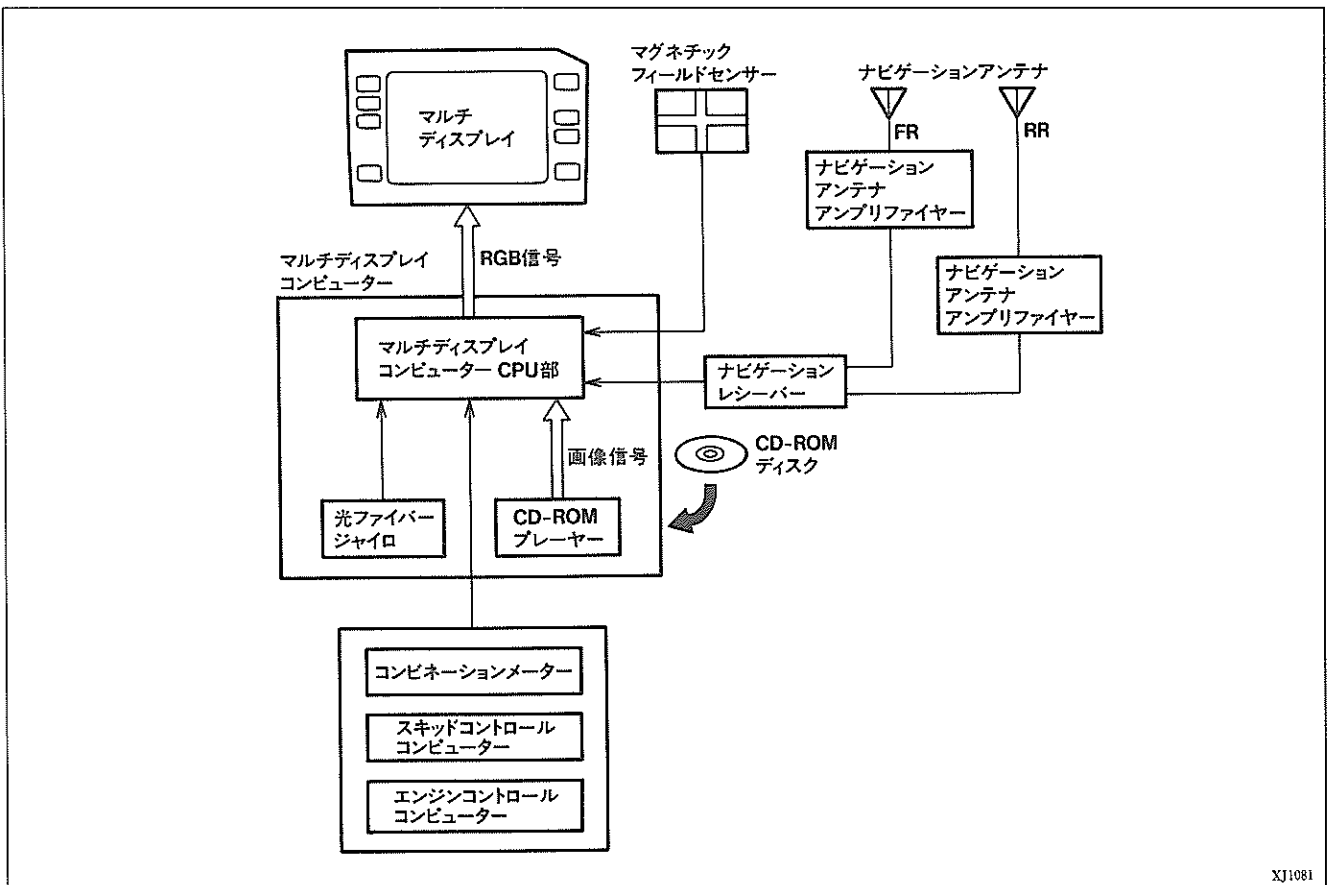 マルチ
ディスプレイ
マグネチック
フィールドセンサー
ナビゲーションアンテナ
FR
RR
ナビゲーション
アンテナ
アンプリファイヤー
ナビゲーション
アンテナ
アンプリファイヤー
RGB信号
マルチディスプレイ
コンピューター
マルチディスプレイ
コンピューター CPU部
ナビゲーション
レシーバー
画像信号
CD-ROM
ディスク
光ファイバー
ジャイロ
CD-ROM
プレーヤー
コンビネーションメーター
スキッドコントロール
コンピューター
エンジンコントロール
コンピューター
XJ1081